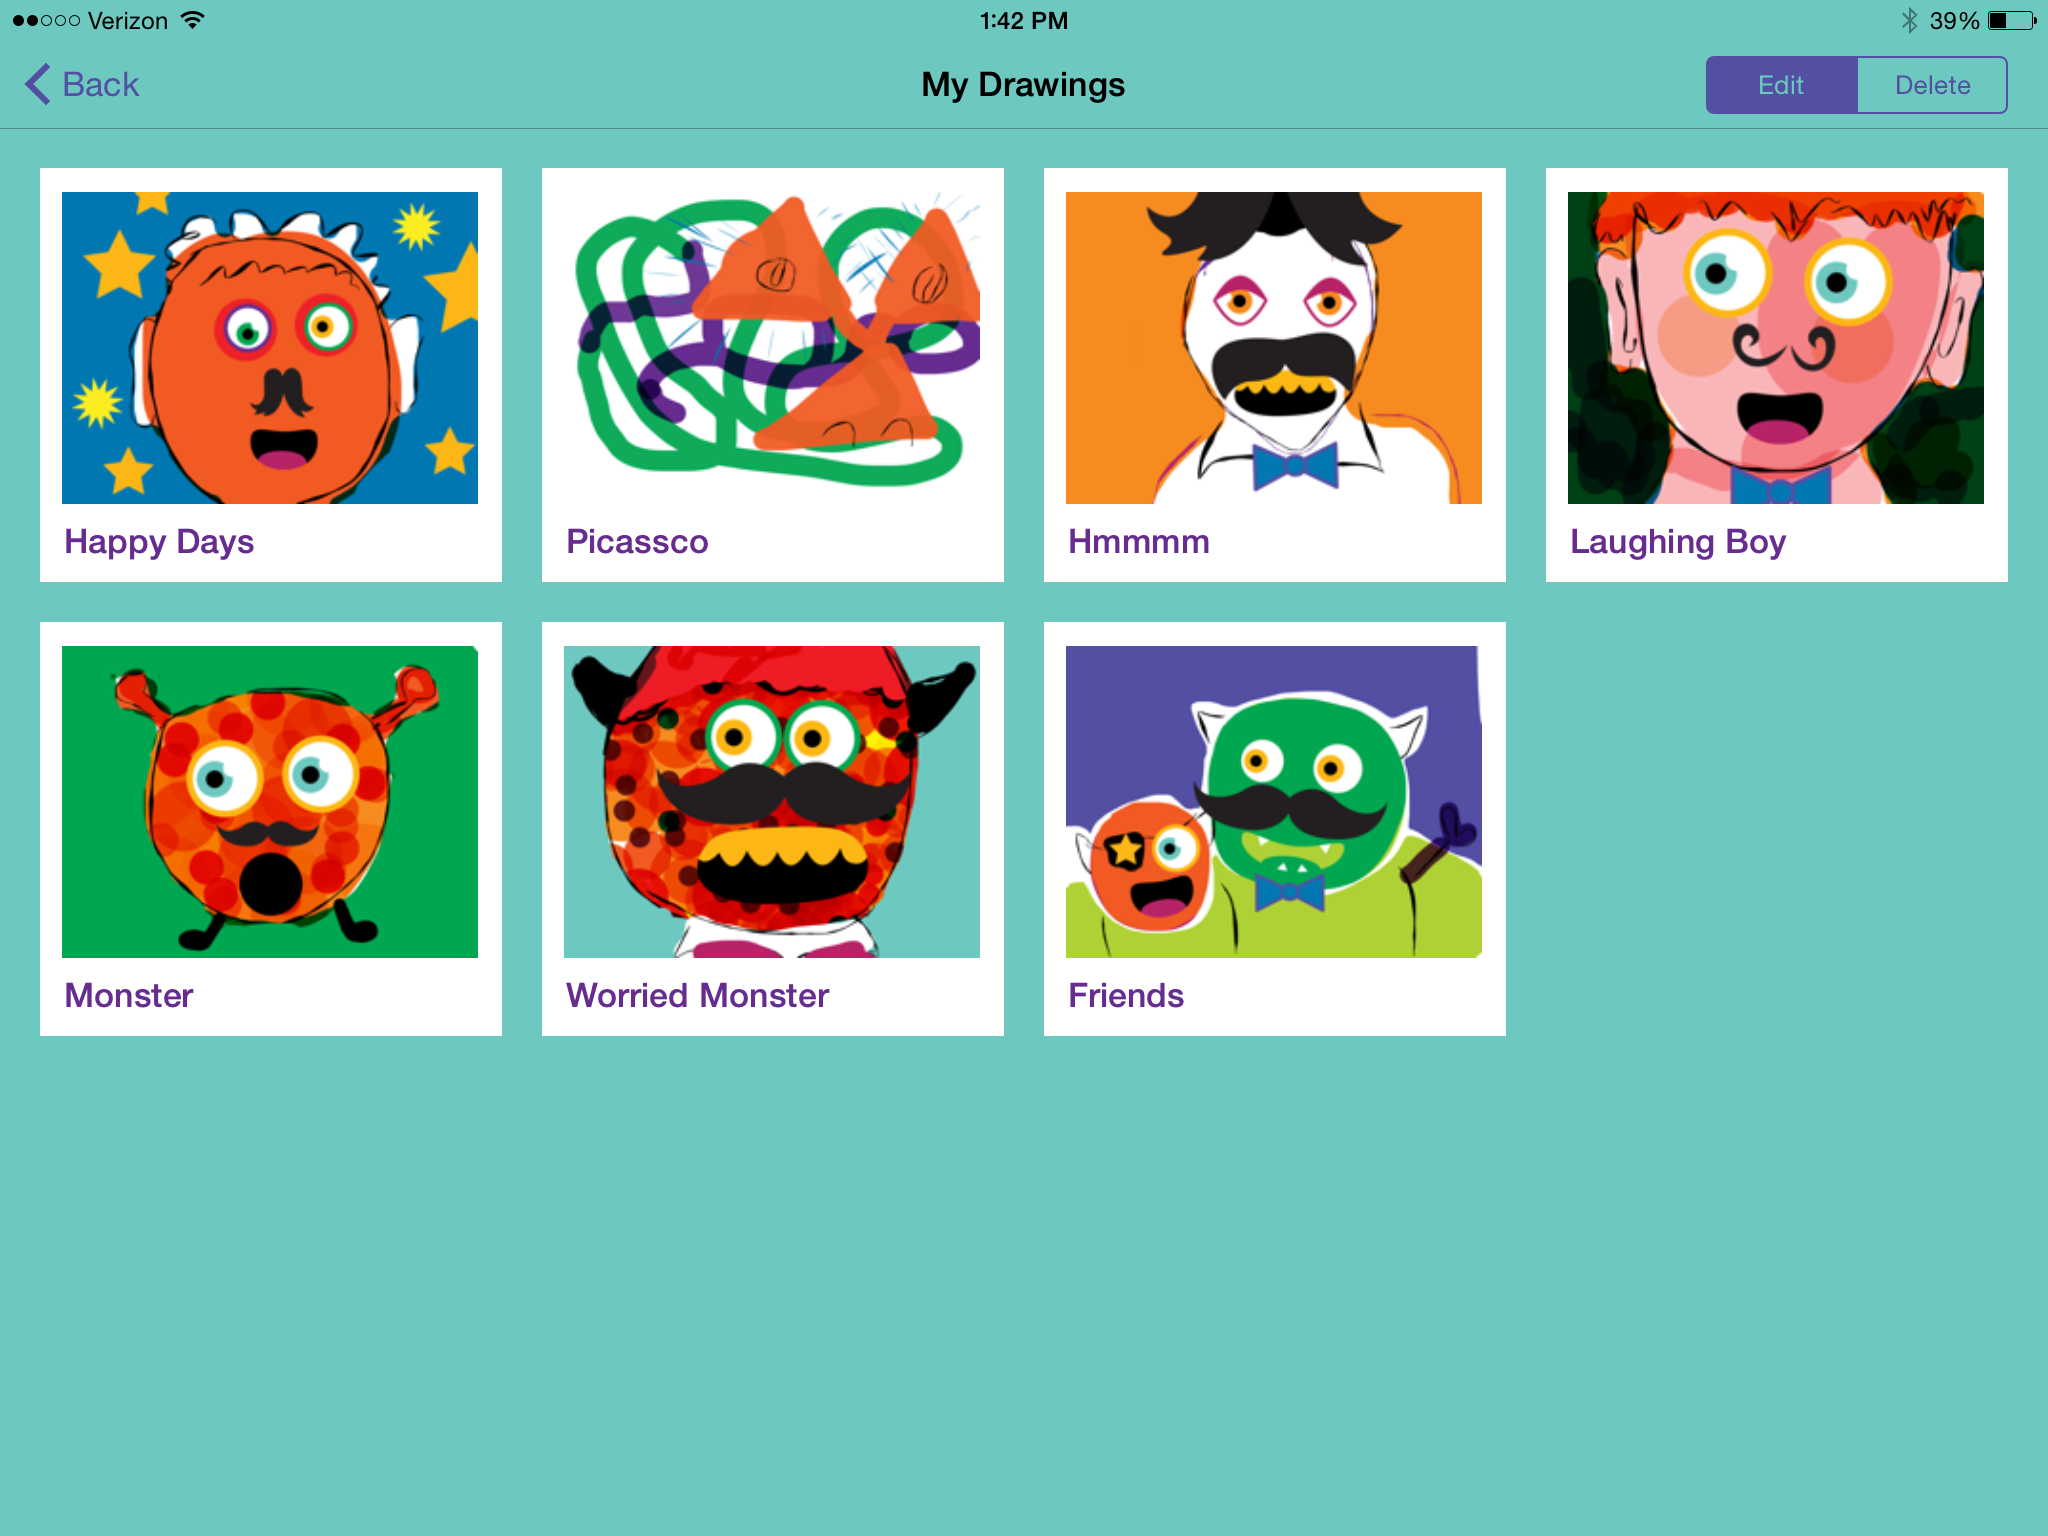 Verizon 1:42 PM 39%
Back My Drawings Edit Delete
Happy Days Picassco Hmmmm Laughing Boy
Monster Worried Monster Friends